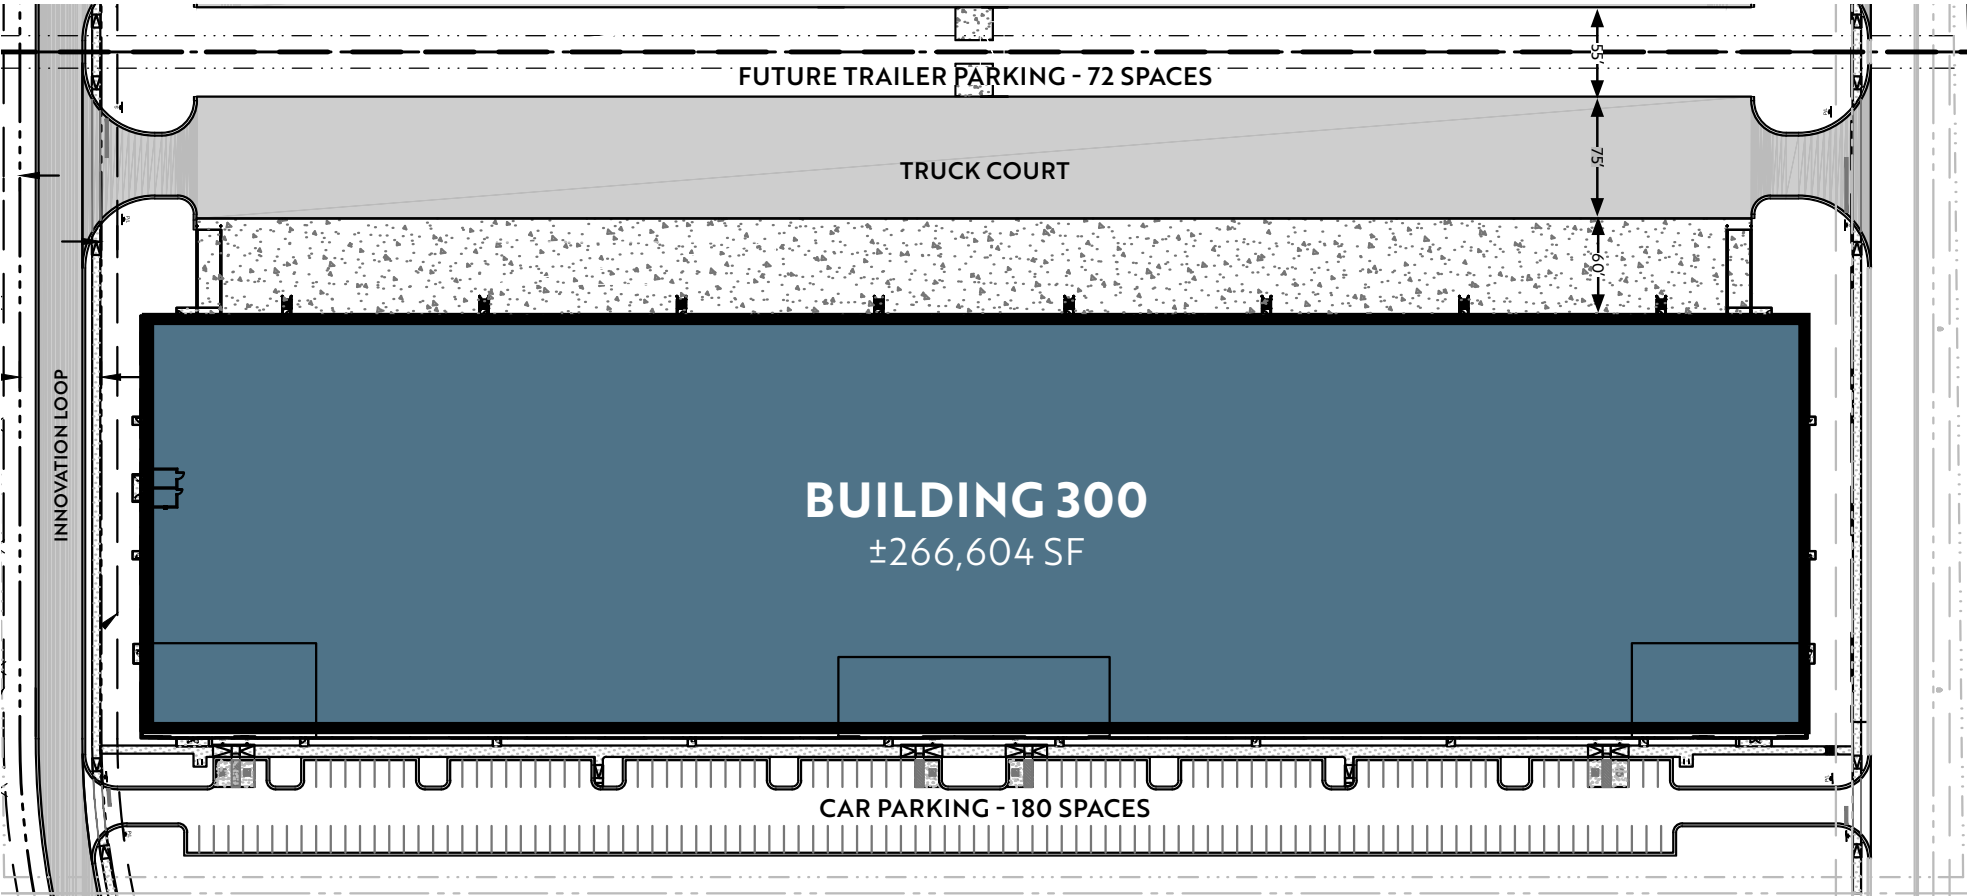 55'
FUTURE TRAILER PARKING - 72 SPACES
TRUCK COURT
75'
60'
INNOVATION LOOP
BUILDING 300
±266,604 SF
CAR PARKING - 180 SPACES